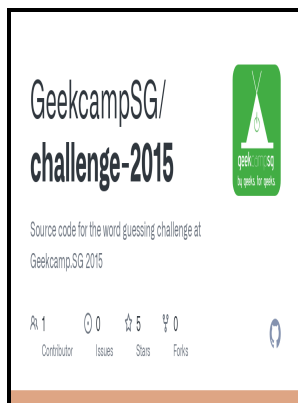 GeekcampSG/
challenge-2015
geekcampsg
by geeks. for geeks
Source code for the word guessing challenge at
Geekcamp.SG 2015
1
Contributor
0
Issues
5
Stars
0
Forks